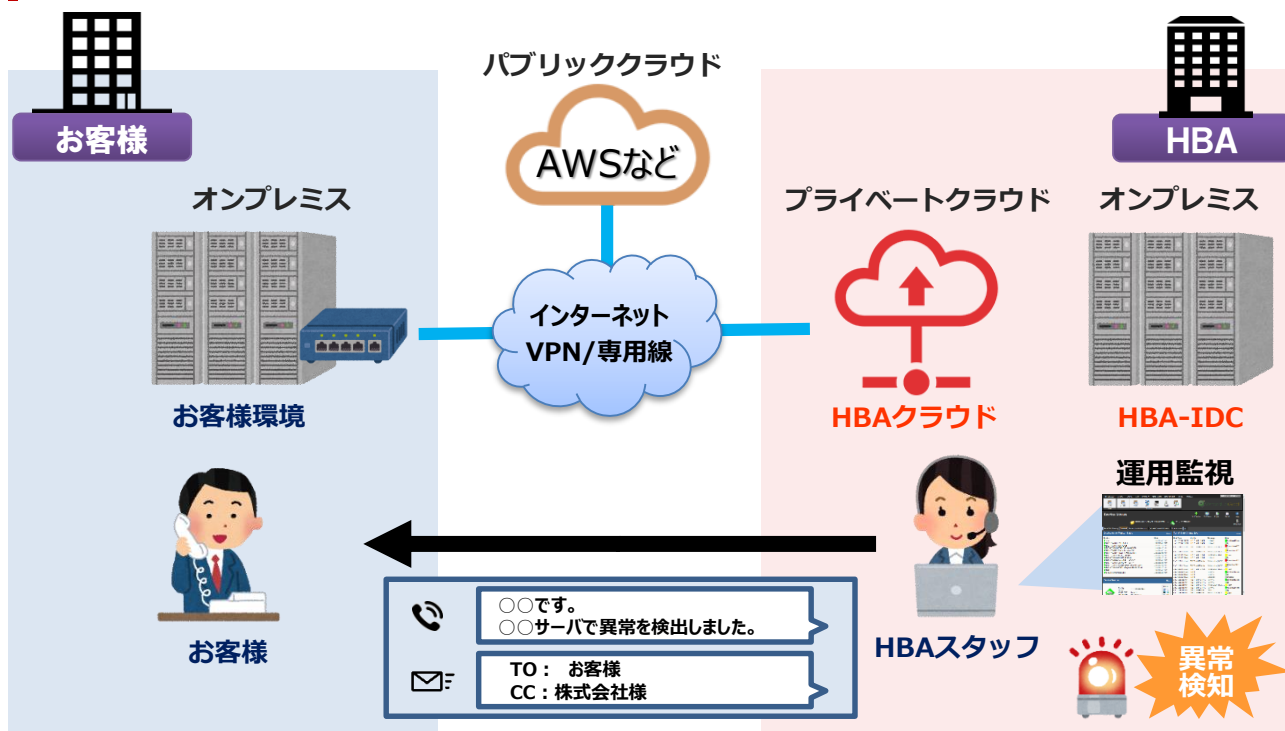 お客様
オンプレミス
お客様環境
パブリッククラウド
AWSなど
インターネット
VPN/専用線
HBA
プライベートクラウド
オンプレミス
HBAクラウド
HBA-IDC
運用監視
お客様
○○です。
○○サーバで異常を検出しました。
TO： お客様
CC：株式会社様
HBAスタッフ
異常
検知